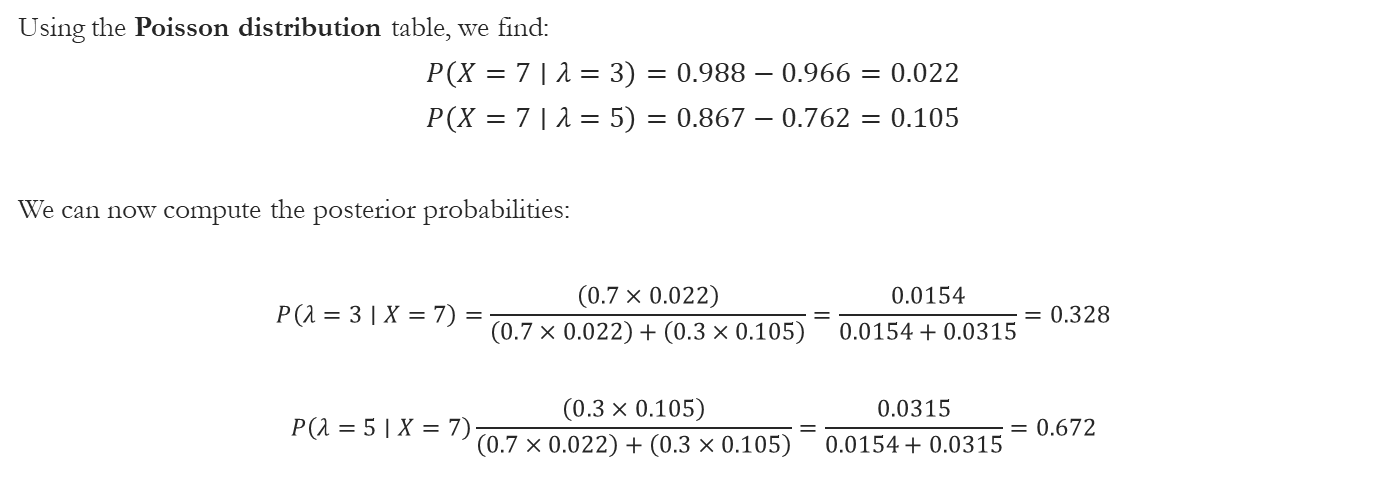 Using the Poisson distribution table, we find:
P(X = 7 | λ = 3) = 0.988 − 0.966 = 0.022
P(X = 7 | λ = 5) = 0.867 − 0.762 = 0.105
We can now compute the posterior probabilities:
P(λ = 3 | X = 7) = (0.7 × 0.022) / (0.7 × 0.022) + (0.3 × 0.105) = 0.0154 / 0.0154 + 0.0315 = 0.328
P(λ = 5 | X = 7) (0.3 × 0.105) / (0.7 × 0.022) + (0.3 × 0.105) = 0.0315 / 0.0154 + 0.0315 = 0.672